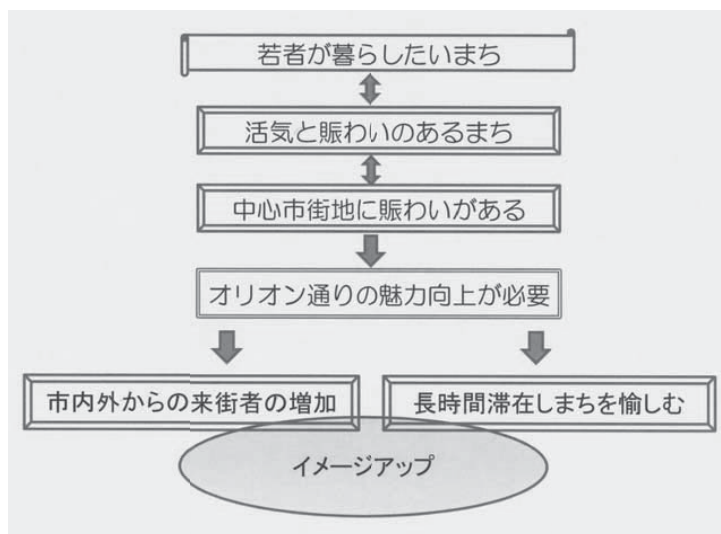 若者が暮らしたいまち
活気と賑わいのあるまち
中心市街地に賑わいがある
オリオン通りの魅力向上が必要
市内外からの来街者の増加
長時間滞在しまちを愉しむ
イメージアップ